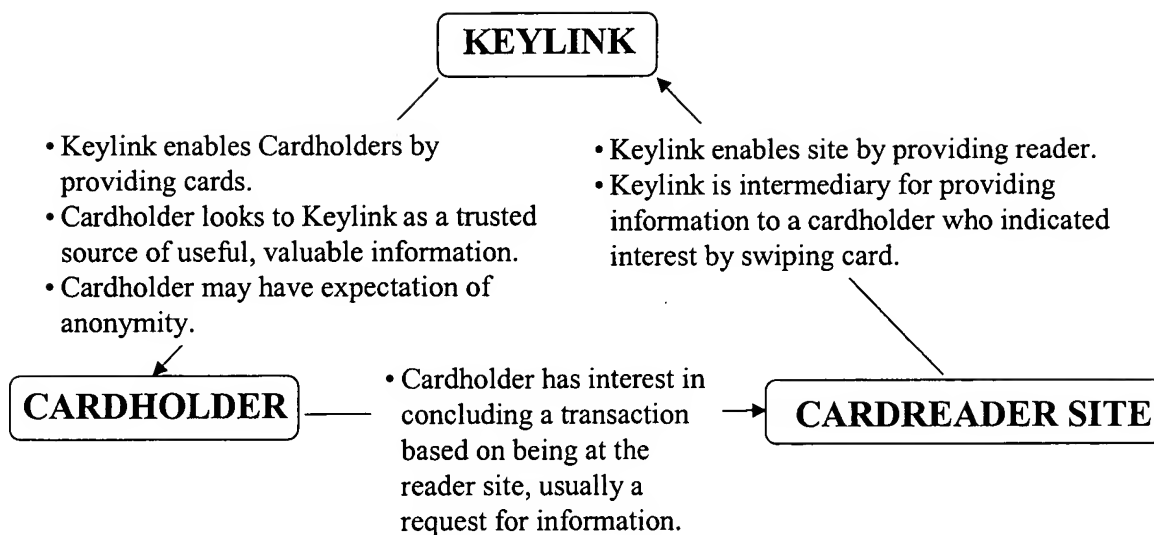 KEYLINK
• Keylink enables Cardholders by
providing cards.
• Cardholder looks to Keylink as a trusted
source of useful, valuable information.
• Cardholder may have expectation of
anonymity.
• Keylink enables site by providing reader.
• Keylink is intermediary for providing
information to a cardholder who indicated
interest by swiping card.
CARDHOLDER
• Cardholder has interest in
concluding a transaction
based on being at the
reader site, usually a
request for information.
CARDREADER SITE